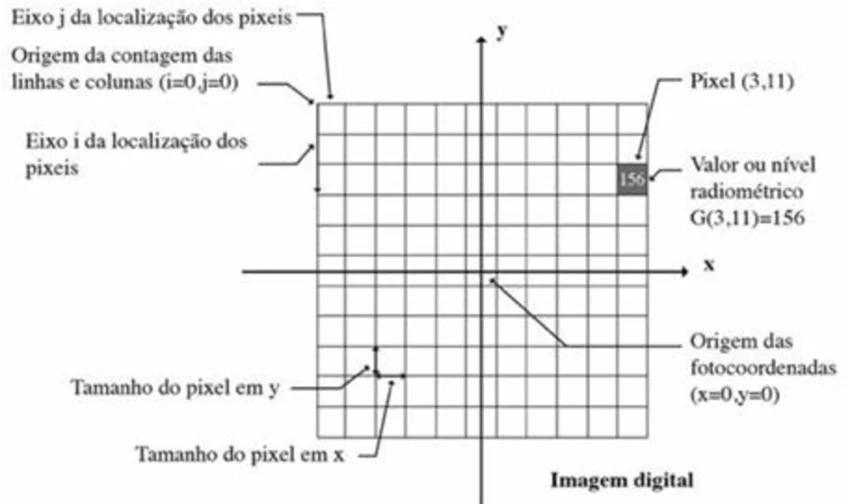 Eixo j da localização dos pixeis
Origem da contagem das
linhas e colunas (i=0,j=0)
Eixo i da localização dos
pixeis
y
Pixel (3,11)
156
Valor ou nível
radiométrico
G(3,11)=156
x
Origem das
fotocoordenadas
(x=0,y=0)
Tamanho do pixel em y
Tamanho do pixel em x
Imagem digital